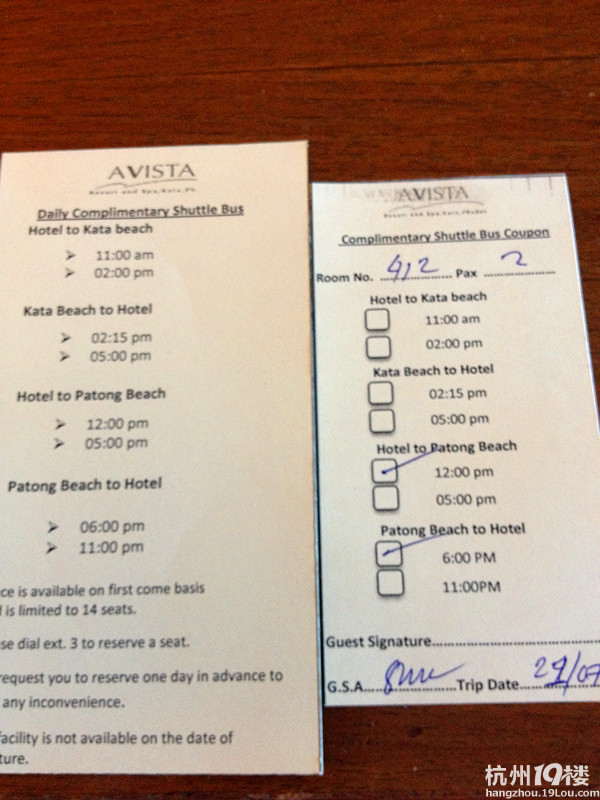 AVISTA
Resort and Spa, Kata, Ph
Daily Complimentary Shuttle Bus
Hotel to Kata beach
➢ 11:00 am
➢ 02:00 pm
Kata Beach to Hotel
➢ 02:15 pm
➢ 05:00 pm
Hotel to Patong Beach
➢ 12:00 pm
➢ 05:00 pm
Patong Beach to Hotel
➢ 06:00 pm
➢ 11:00 pm
ce is available on first come basis
is limited to 14 seats.
se dial ext. 3 to reserve a seat.
request you to reserve one day in advance to
any inconvenience.
facility is not available on the date of
ture.
AVISTA
Resort and Spa, Kata, Phuket
Complimentary Shuttle Bus Coupon
Room No. 412 Pax 2
Hotel to Kata beach
11:00 am
02:00 pm
Kata Beach to Hotel
02:15 pm
05:00 pm
Hotel to Patong Beach
12:00 pm
05:00 pm
Patong Beach to Hotel
6:00 PM
11:00PM
Guest Signature
G.S.A Trip Date 29/07
杭州19楼
hangzhou.19Lou.com